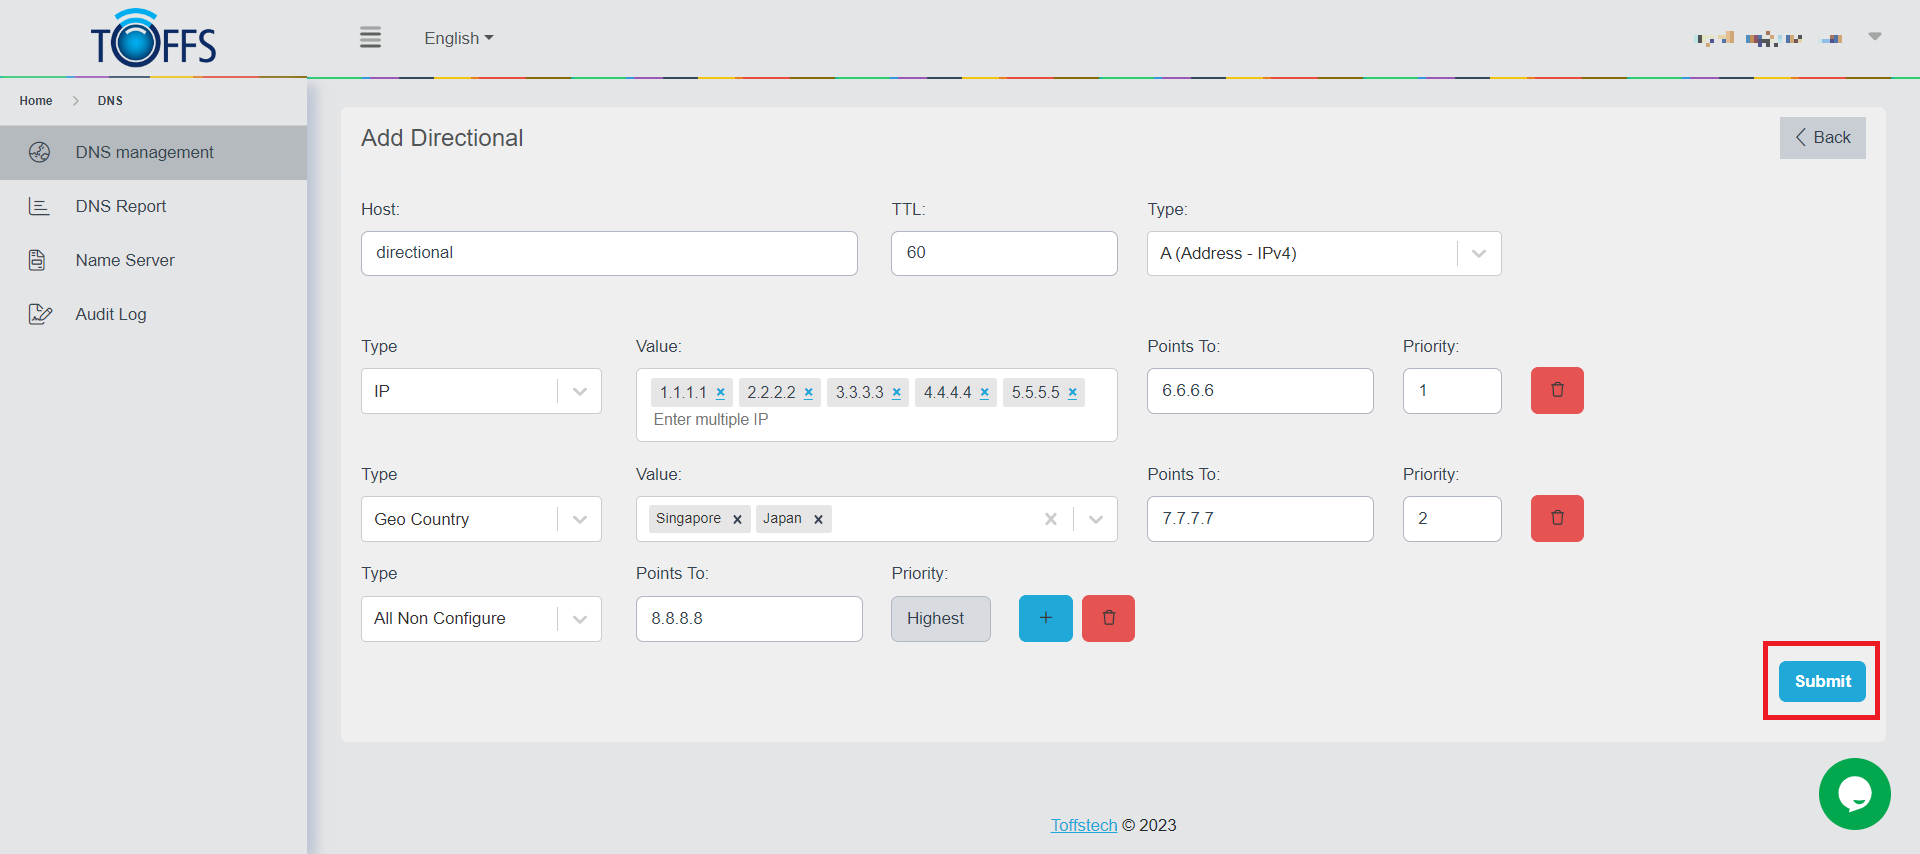 TOFFS
English
Home > DNS
DNS management
DNS Report
Name Server
Audit Log
Add Directional
Back
Host: TTL: Type:
directional 60 A (Address - IPv4)
Type Value: Points To: Priority:
IP 1.1.1.1 × 2.2.2.2 × 3.3.3.3 × 4.4.4.4 × 5.5.5.5 × 6.6.6.6 1
Enter multiple IP
Type Value: Points To: Priority:
Geo Country Singapore × Japan × 7.7.7.7 2
Type Points To: Priority:
All Non Configure 8.8.8.8 Highest +
Submit
Toffstech © 2023